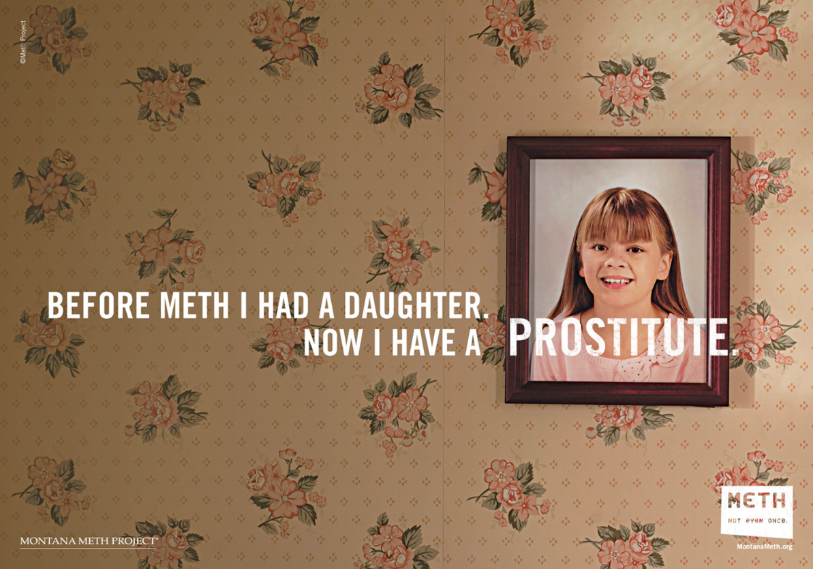 ©Meth Project
BEFORE METH I HAD A DAUGHTER.
NOW I HAVE A PROSTITUTE.
METH
NOT EVEN ONCE.
MontanaMeth.org
MONTANA METH PROJECT®